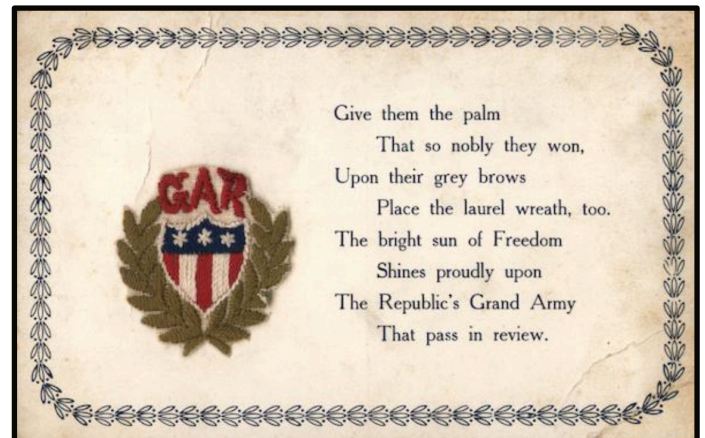 GAR
Give them the palm
That so nobly they won,
Upon their grey brows
Place the laurel wreath, too.
The bright sun of Freedom
Shines proudly upon
The Republic's Grand Army
That pass in review.